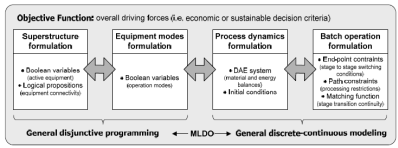 Objective Function: overall driving forces (i.e. economic or sustainable decision criteria)
Superstructure
formulation
• Boolean variables
(active equipment)
• Logical propositions
(equipment connectivity)
Equipment modes
formulation
• Boolean variables
(operation modes)
Process dynamics
formulation
• DAE system
(material and energy
balances)
• Initial conditions
Batch operation
formulation
• Endpoint contraints
(stage to stage switching
conditions)
• Path constraints
(processing restrictions)
• Matching function
(stage transition continuity)
General disjunctive programming
MLDO
General discrete-continuous modeling